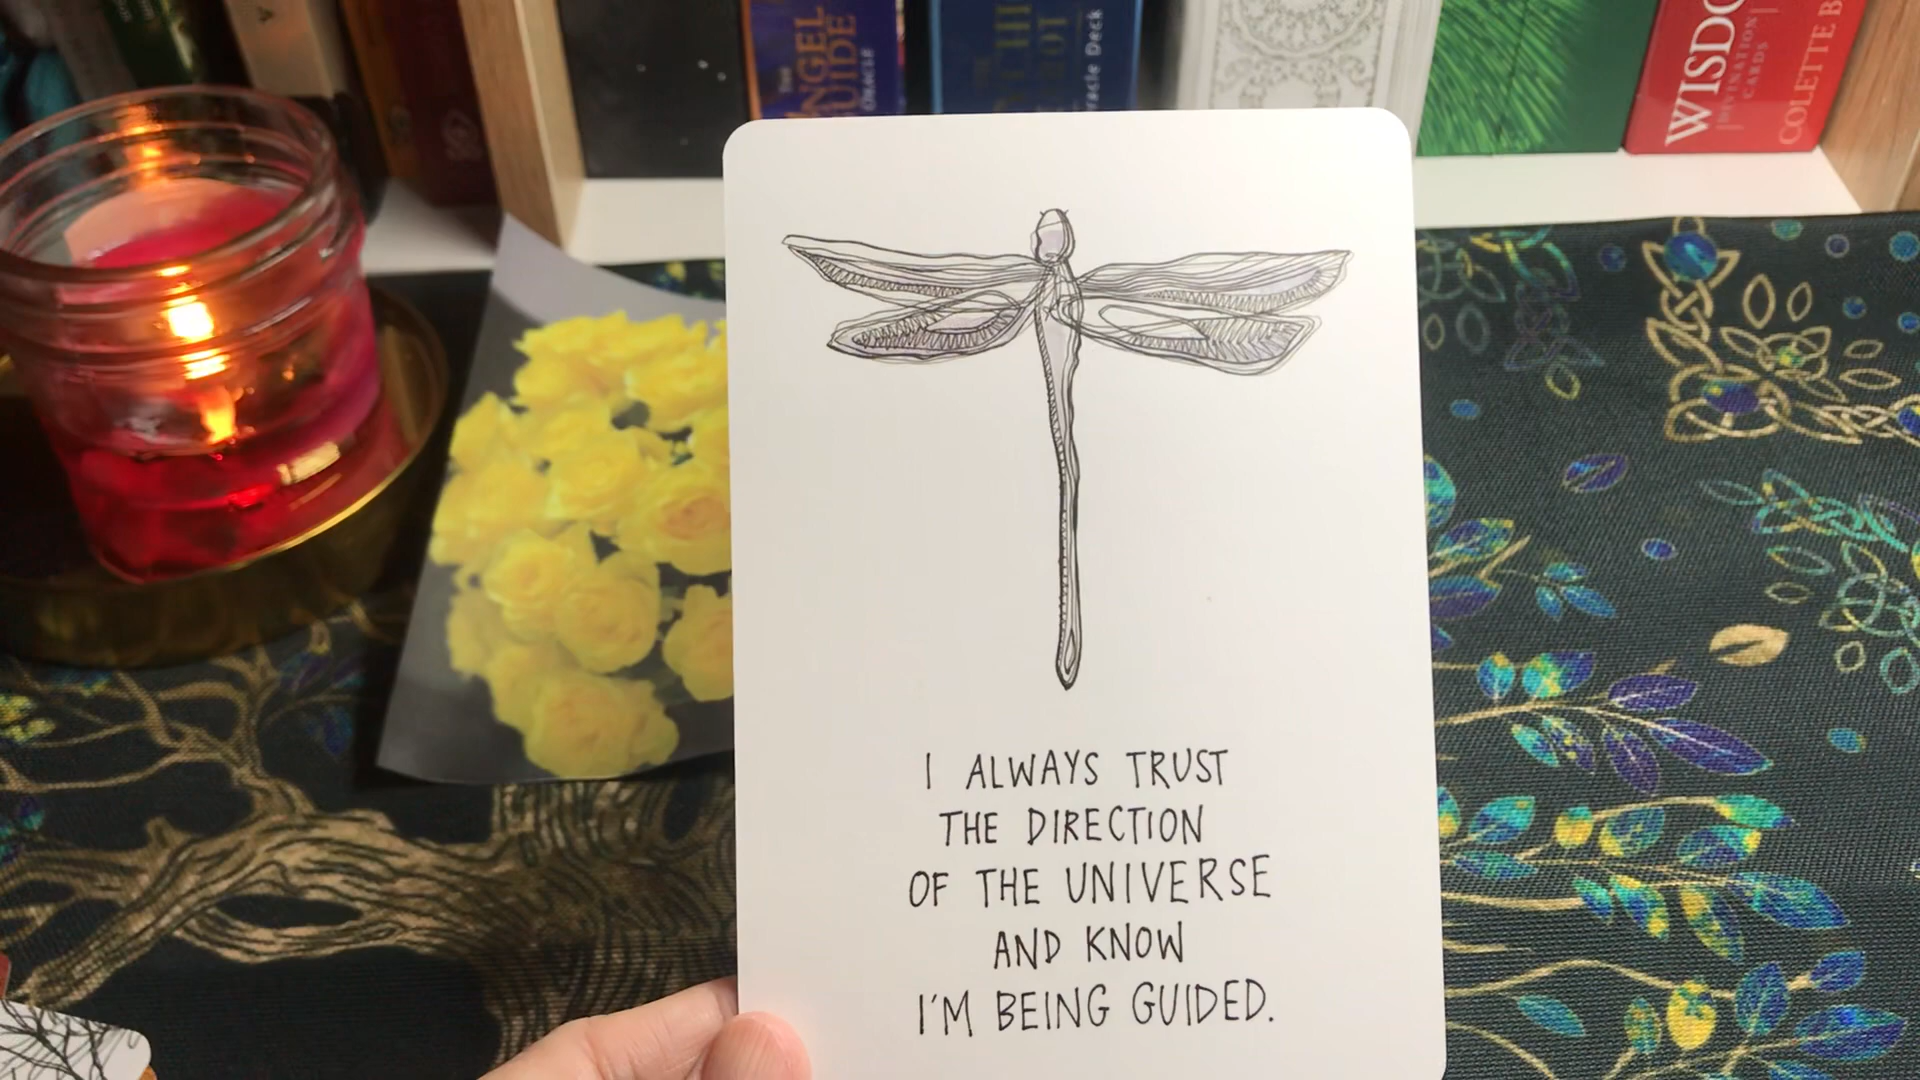 ANGEL
GUIDE
ORACLE
Oracle Deck
WISDO
DIVINATION
CARDS
COLETTE B
I ALWAYS TRUST
THE DIRECTION
OF THE UNIVERSE
AND KNOW
I'M BEING GUIDED.